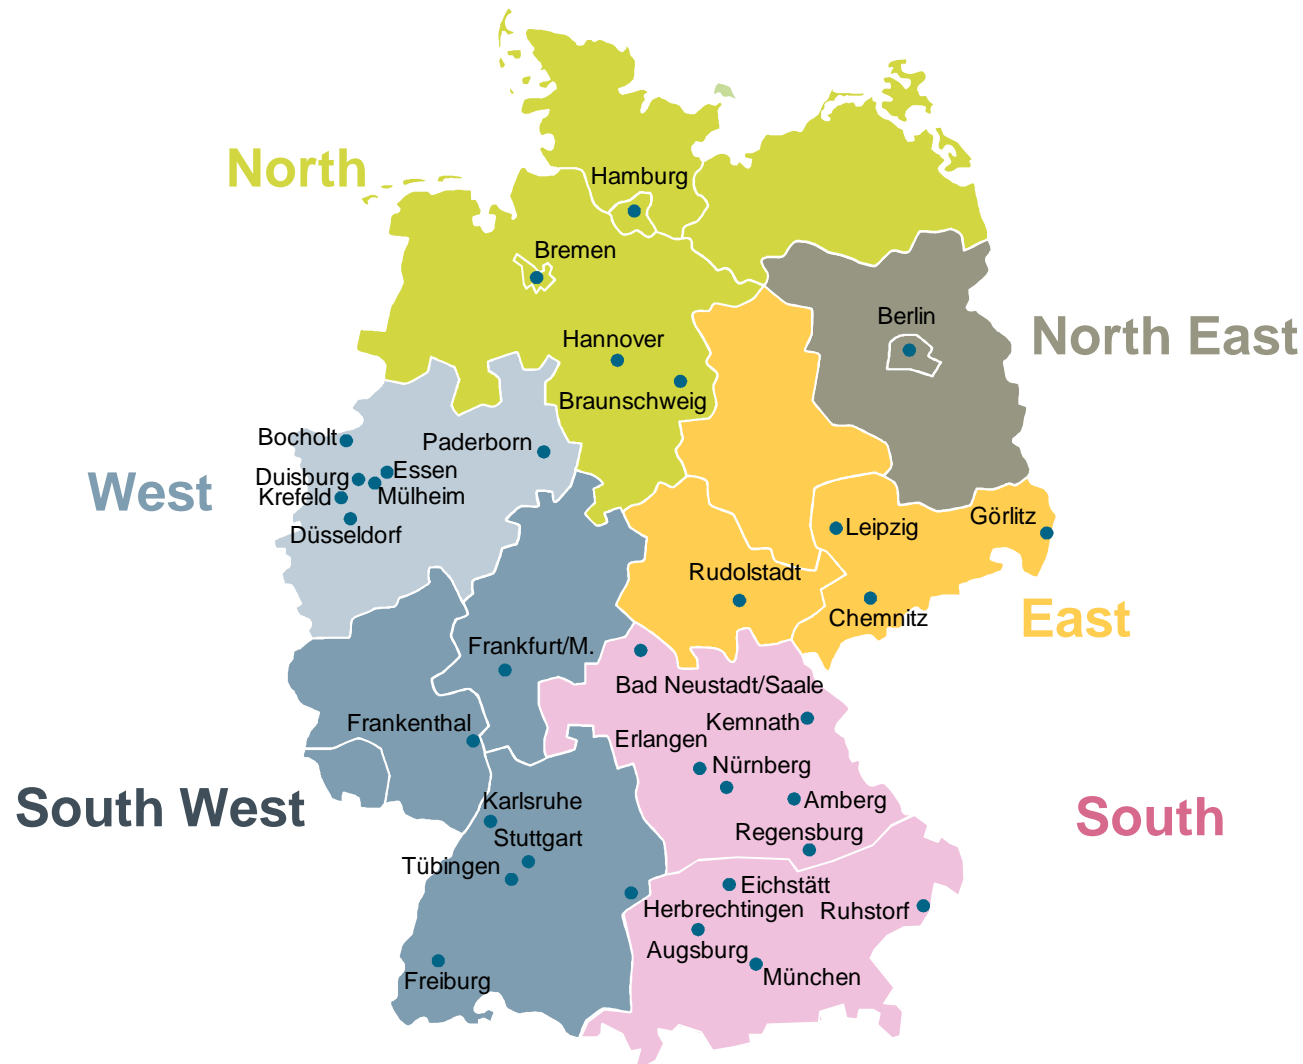 North
Hamburg
Bremen
Berlin
North East
Hannover
Braunschweig
Bocholt
Paderborn
Essen
Duisburg
West
Krefeld
Mülheim
Düsseldorf
Görlitz
Leipzig
Rudolstadt
Chemnitz
East
Frankfurt/M.
Bad Neustadt/Saale
Frankenthal
Kemnath
Erlangen
Nürnberg
South West
Karlsruhe
Amberg
South
Stuttgart
Regensburg
Tübingen
Eichstätt
Herbrechtingen
Ruhstorf
Augsburg
München
Freiburg